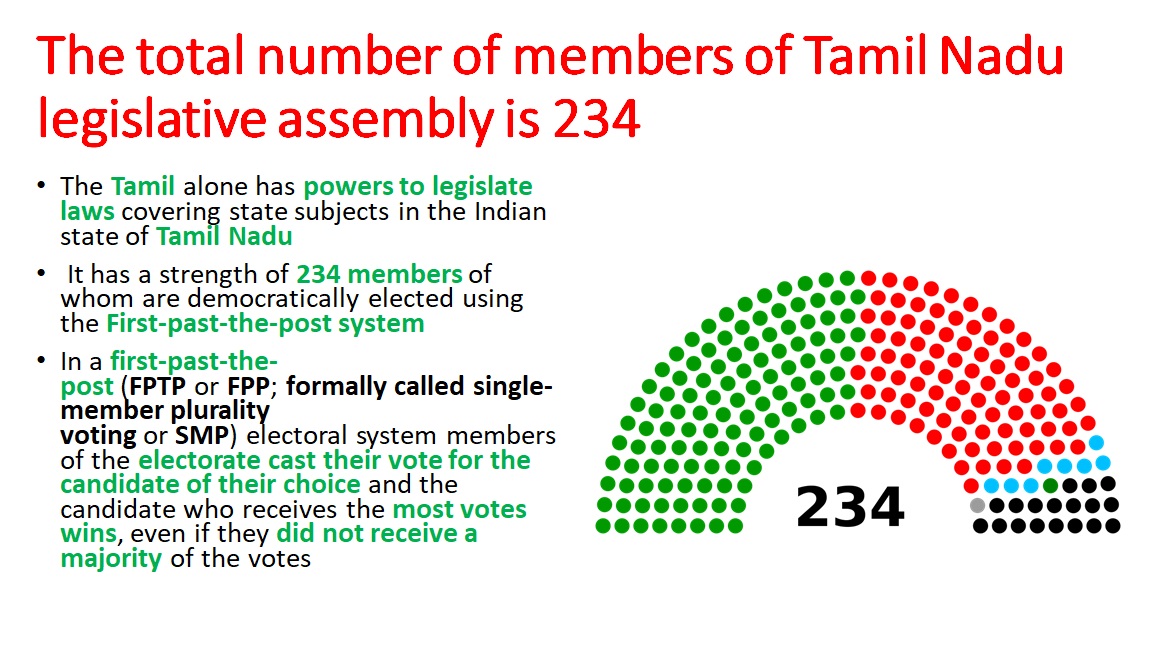 The total number of members of Tamil Nadu
legislative assembly is 234
• The Tamil alone has powers to legislate
laws covering state subjects in the Indian
state of Tamil Nadu
• It has a strength of 234 members of
whom are democratically elected using
the First-past-the-post system
• In a first-past-the-
post (FPTP or FPP; formally called single-
member plurality
voting or SMP) electoral system members
of the electorate cast their vote for the
candidate of their choice and the
candidate who receives the most votes
wins, even if they did not receive a
majority of the votes
234